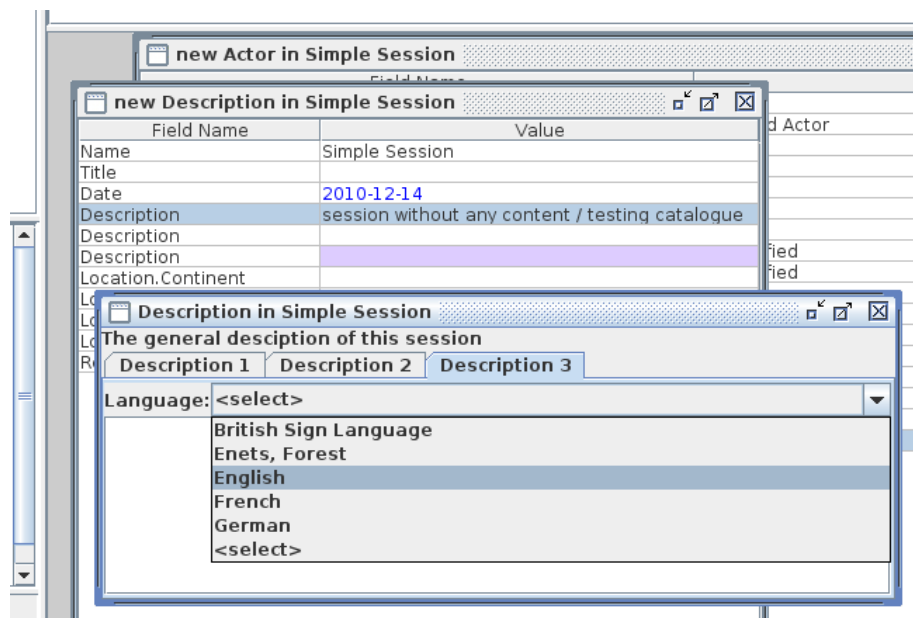 new Actor in Simple Session
Field Name
new Description in Simple Session
Field Name Value
Name Simple Session
Title
Date 2010-12-14
Description session without any content / testing catalogue
Description
Description
Location.Continent
d Actor
fied
fied
Description in Simple Session
The general desciption of this session
Description 1 Description 2 Description 3
Language: <select>
British Sign Language
Enets, Forest
English
French
German
<select>